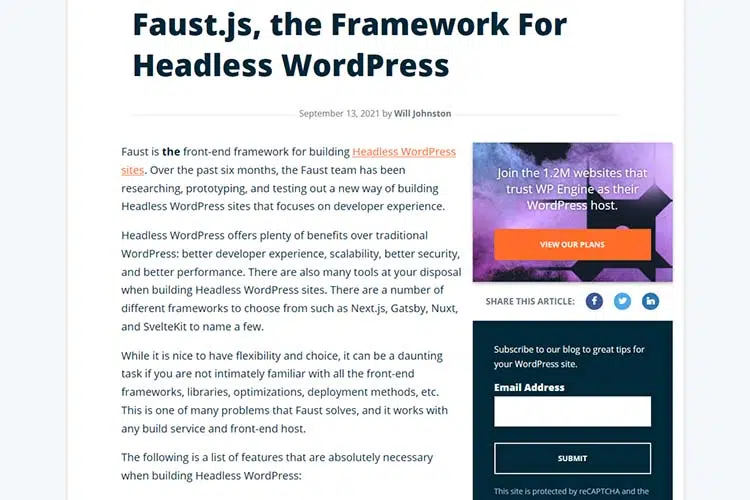 Faust.js, the Framework For
Headless WordPress
September 13, 2021 by Will Johnston
Faust is the front-end framework for building Headless WordPress
sites. Over the past six months, the Faust team has been
researching, prototyping, and testing out a new way of building
Headless WordPress sites that focuses on developer experience.
Headless WordPress offers plenty of benefits over traditional
WordPress: better developer experience, scalability, better security,
and better performance. There are also many tools at your disposal
when building Headless WordPress sites. There are a number of
different frameworks to choose from such as Next.js, Gatsby, Nuxt,
and SvelteKit to name a few.
While it is nice to have flexibility and choice, it can be a daunting
task if you are not intimately familiar with all the front-end
frameworks, libraries, optimizations, deployment methods, etc.
This is one of many problems that Faust solves, and it works with
any build service and front-end host.
The following is a list of features that are absolutely necessary
when building Headless WordPress:
Join the 1.2M websites that
trust WP Engine as their
WordPress host.
VIEW OUR PLANS
SHARE THIS ARTICLE:
Subscribe to our blog to great tips for
your WordPress site.
Email Address
SUBMIT
This site is protected by reCAPTCHA and the